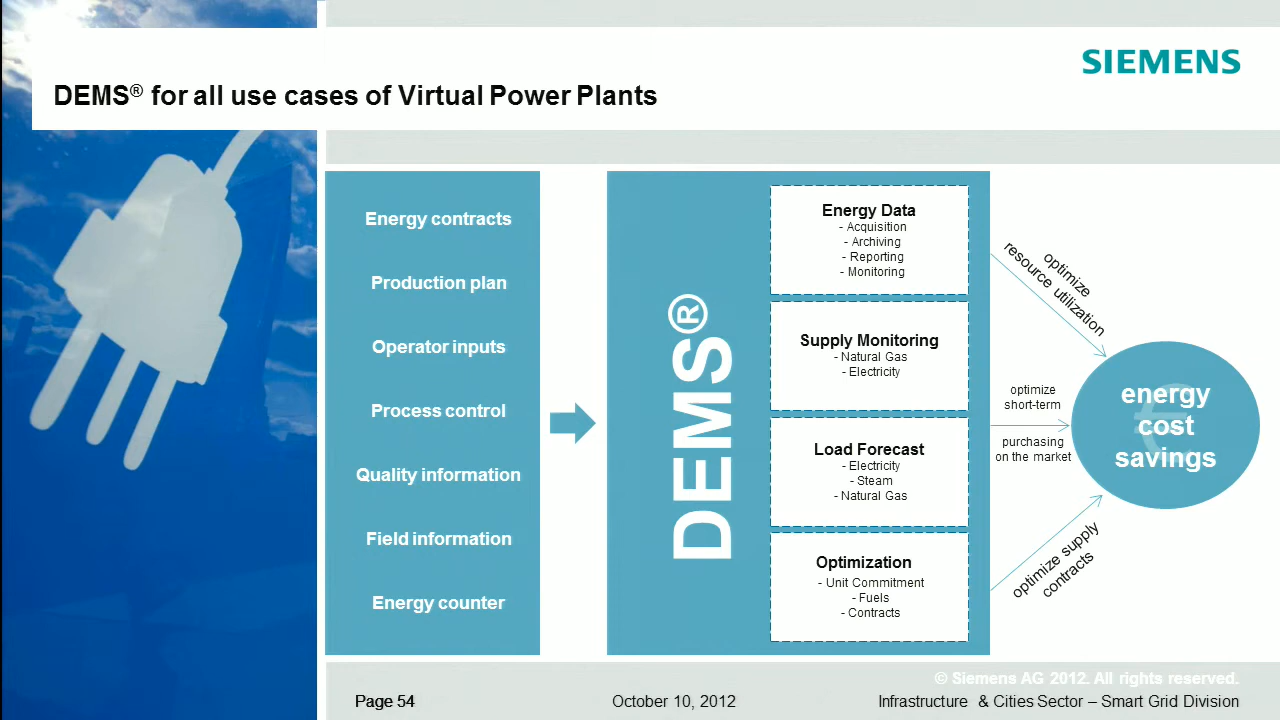 SIEMENS
DEMS® for all use cases of Virtual Power Plants
Energy contracts
Production plan
Operator inputs
Process control
Quality information
Field information
Energy counter
DEMS®
Energy Data
- Acquisition
- Archiving
- Reporting
- Monitoring
Supply Monitoring
- Natural Gas
- Electricity
Load Forecast
- Electricity
- Steam
- Natural Gas
Optimization
- Unit Commitment
- Fuels
- Contracts
optimize
resource utilization
optimize
short-term
purchasing
on the market
optimize supply
contracts
€
energy
cost
savings
© Siemens AG 2012. All rights reserved.
Page 54
October 10, 2012
Infrastructure & Cities Sector – Smart Grid Division